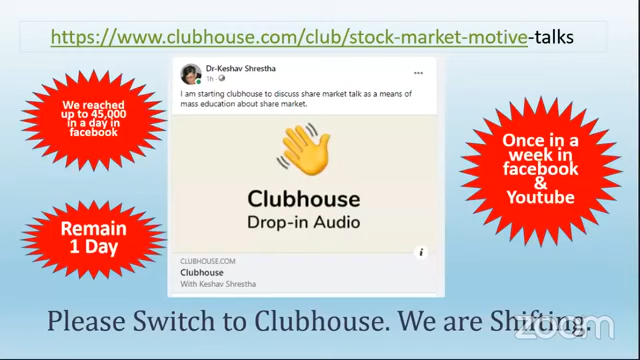 https://www.clubhouse.com/club/stock-market-motive-talks
We reached
up to 45,000
in a day in
facebook
Remain
1 Day
Dr-Keshav Shrestha
1h
I am starting clubhouse to discuss share market talk as a means of
mass education about share market.
Clubhouse
Drop-in Audio
CLUBHOUSE.COM
Clubhouse
With Keshav Shrestha
Once in a
week in
facebook
&
Youtube
Please Switch to Clubhouse. We are Shifting.
zoom